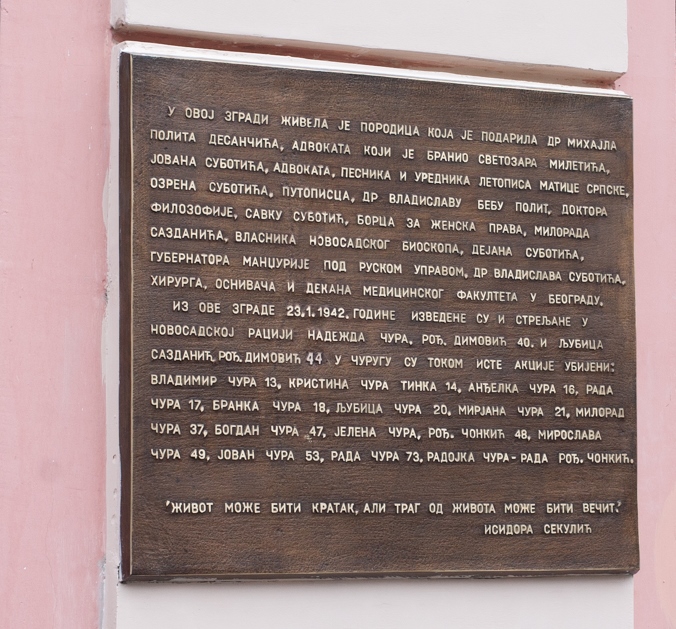 У ОВОЈ ЗГРАДИ ЖИВЕЛА ЈЕ ПОРОДИЦА КОЈА ЈЕ ПОДАРИЛА ДР МИХАЈЛА
ПОЛИТА ДЕСАНЧИЋА, АДВОКАТА КОЈИ ЈЕ БРАНИО СВЕТОЗАРА МИЛЕТИЋА,
ЈОВАНА СУБОТИЋА, АДВОКАТА, ПЕСНИКА И УРЕДНИКА ЛЕТОПИСА МАТИЦЕ СРПСКЕ,
ОЗРЕНА СУБОТИЋА, ПУТОПИСЦА, ДР ВЛАДИСЛАВУ БЕБУ ПОЛИТ, ДОКТОРА
ФИЛОЗОФИЈЕ, САВКУ СУБОТИЋ, БОРЦА ЗА ЖЕНСКА ПРАВА, МИЛОРАДА
САЗДАНИЋА, ВЛАСНИКА НОВОСАДСКОГ БИОСКОПА, ДЕЈАНА СУБОТИЋА,
ГУБЕРНАТОРА МАНЏУРИЈЕ ПОД РУСКОМ УПРАВОМ, ДР ВЛАДИСЛАВА СУБОТИЋА,
ХИРУРГА, ОСНИВАЧА И ДЕКАНА МЕДИЦИНСКОГ ФАКУЛТЕТА У БЕОГРАДУ.
ИЗ ОВЕ ЗГРАДЕ 23.1.1942. ГОДИНЕ ИЗВЕДЕНЕ СУ И СТРЕЉАНЕ У
НОВОСАДСКОЈ РАЦИЈИ НАДЕЖДА ЧУРА, РОЂ. ДИМОВИЋ 40. И ЉУБИЦА
САЗДАНИЋ, РОЂ. ДИМОВИЋ 44 У ЧУРУГУ СУ ТОКОМ ИСТЕ АКЦИЈЕ УБИЈЕНИ:
ВЛАДИМИР ЧУРА 13, КРИСТИНА ЧУРА ТИНКА 14, АНЂЕЛКА ЧУРА 16, РАДА
ЧУРА 17, БРАНКА ЧУРА 18, ЉУБИЦА ЧУРА 20, МИРЈАНА ЧУРА 21, МИЛОРАД
ЧУРА 37, БОГДАН ЧУРА 47, ЈЕЛЕНА ЧУРА, РОЂ. ЧОНКИЋ 48, МИРОСЛАВА
ЧУРА 49, ЈОВАН ЧУРА 53, РАДА ЧУРА 73, РАДОЈКА ЧУРА-РАДА РОЂ. ЧОНКИЋ.
"ЖИВОТ МОЖЕ БИТИ КРАТАК, АЛИ ТРАГ ОД ЖИВОТА МОЖЕ БИТИ ВЕЧИТ."
ИСИДОРА СЕКУЛИЋ